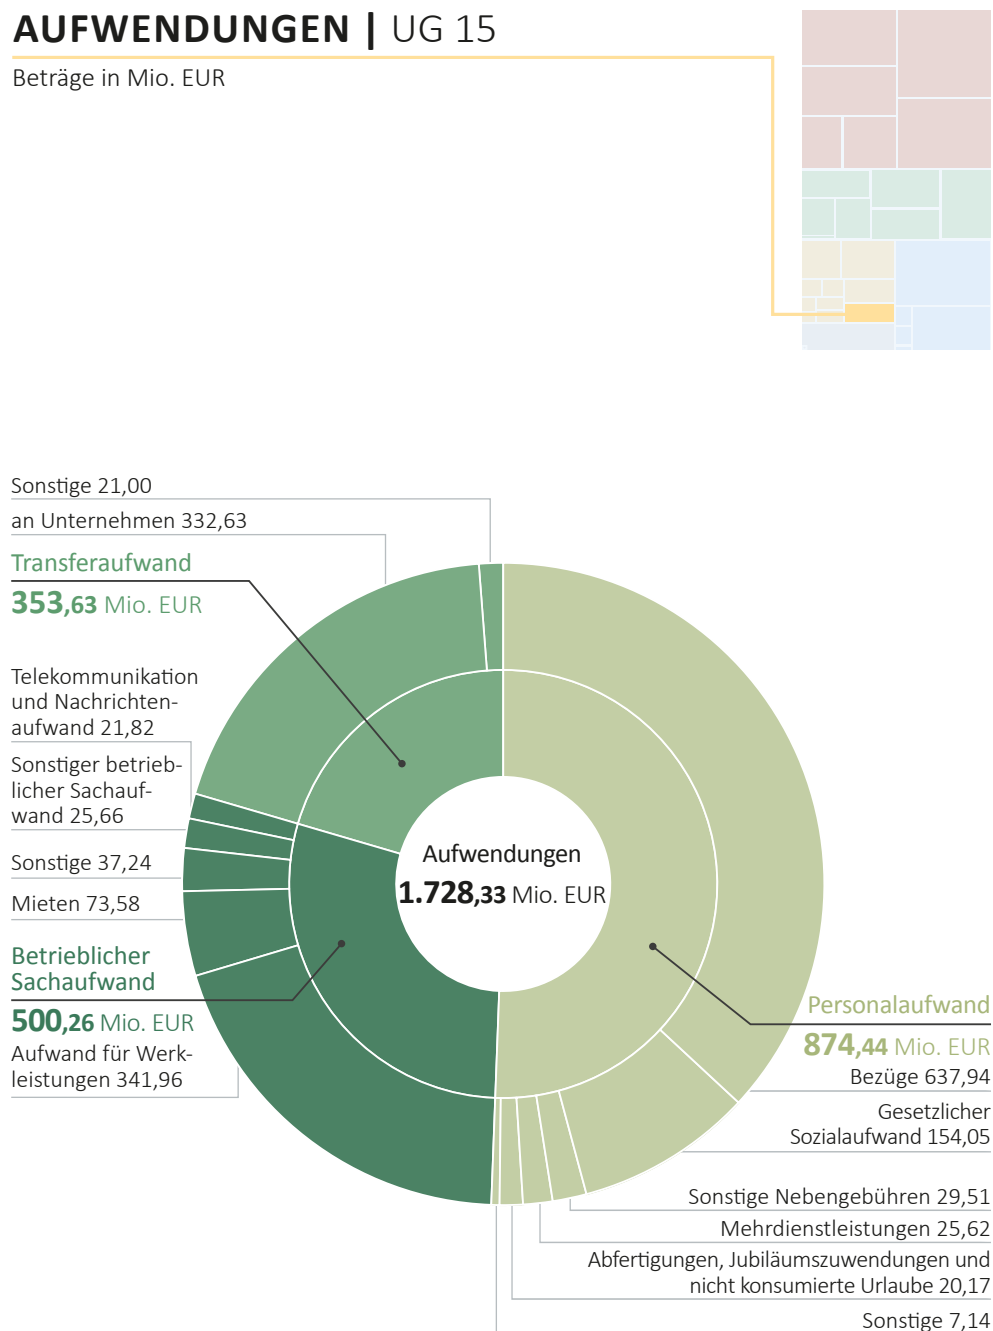 AUFWENDUNGEN | UG 15
Beträge in Mio. EUR
Sonstige 21,00
an Unternehmen 332,63
Transferaufwand
353,63 Mio. EUR
Telekommunikation
und Nachrichten-
aufwand 21,82
Sonstiger betrieb-
licher Sachauf-
wand 25,66
Sonstige 37,24
Mieten 73,58
Betrieblicher
Sachaufwand
500,26 Mio. EUR
Aufwand für Werk-
leistungen 341,96
Aufwendungen
1.728,33 Mio. EUR
Personalaufwand
874,44 Mio. EUR
Bezüge 637,94
Gesetzlicher
Sozialaufwand 154,05
Sonstige Nebengebühren 29,51
Mehrdienstleistungen 25,62
Abfertigungen, Jubiläumszuwendungen und
nicht konsumierte Urlaube 20,17
Sonstige 7,14